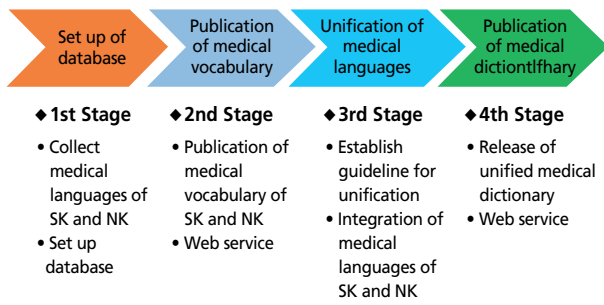 Set up of
database
Publication
of medical
vocabulary
Unification of
medical
languages
Publication
of medical
dictiontlfhary
◆ 1st Stage
• Collect
medical
languages of
SK and NK
• Set up
database
◆ 2nd Stage
• Publication of
medical
vocabulary of
SK and NK
• Web service
◆ 3rd Stage
• Establish
guideline for
unification
• Integration of
medical
languages of
SK and NK
◆ 4th Stage
• Release of
unified medical
dictionary
• Web service